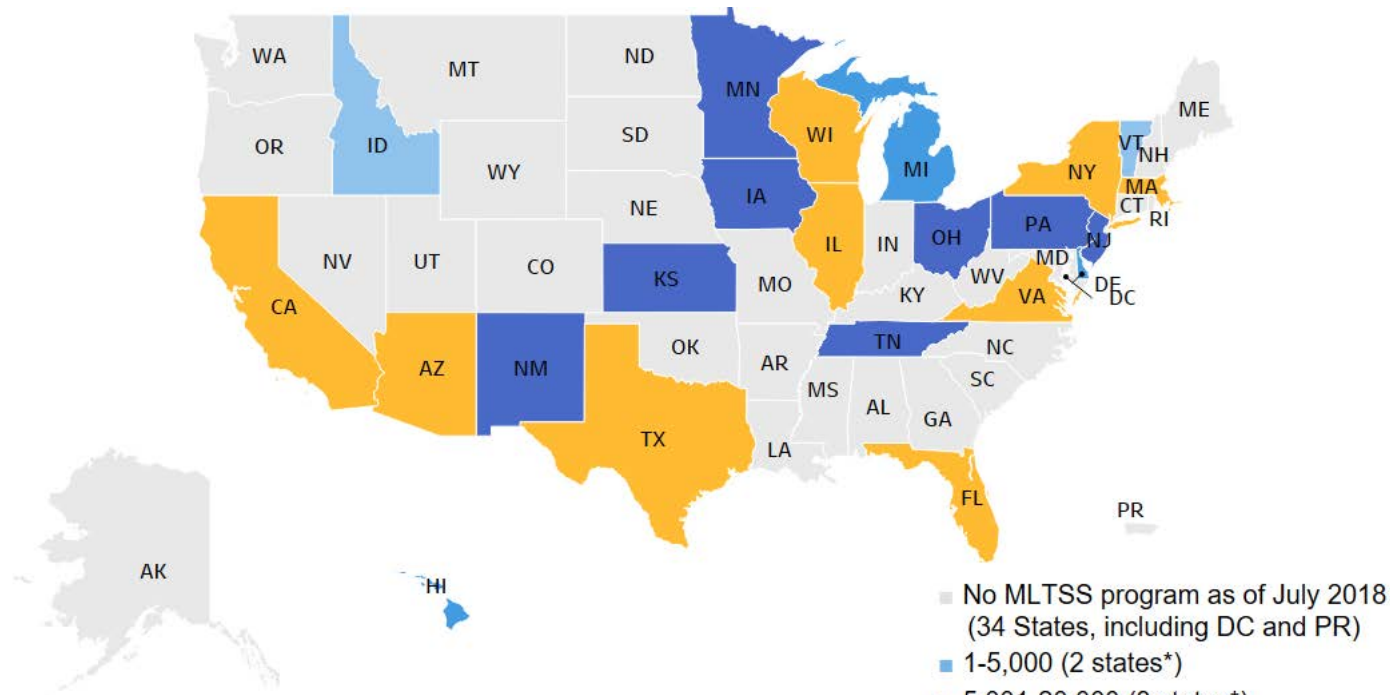 WA
MT
ND
MN
ME
OR
ID
SD
WI
VT
NH
WY
MI
NY
MA
CT
RI
NE
IA
PA
NJ
NV
UT
CO
IL
IN
OH
MD
DE
DC
KS
MO
WV
VA
KY
CA
AZ
NM
OK
AR
TN
NC
SC
MS
AL
GA
TX
LA
FL
PR
AK
HI
No MLTSS program as of July 2018
(34 States, including DC and PR)
1-5,000 (2 states*)